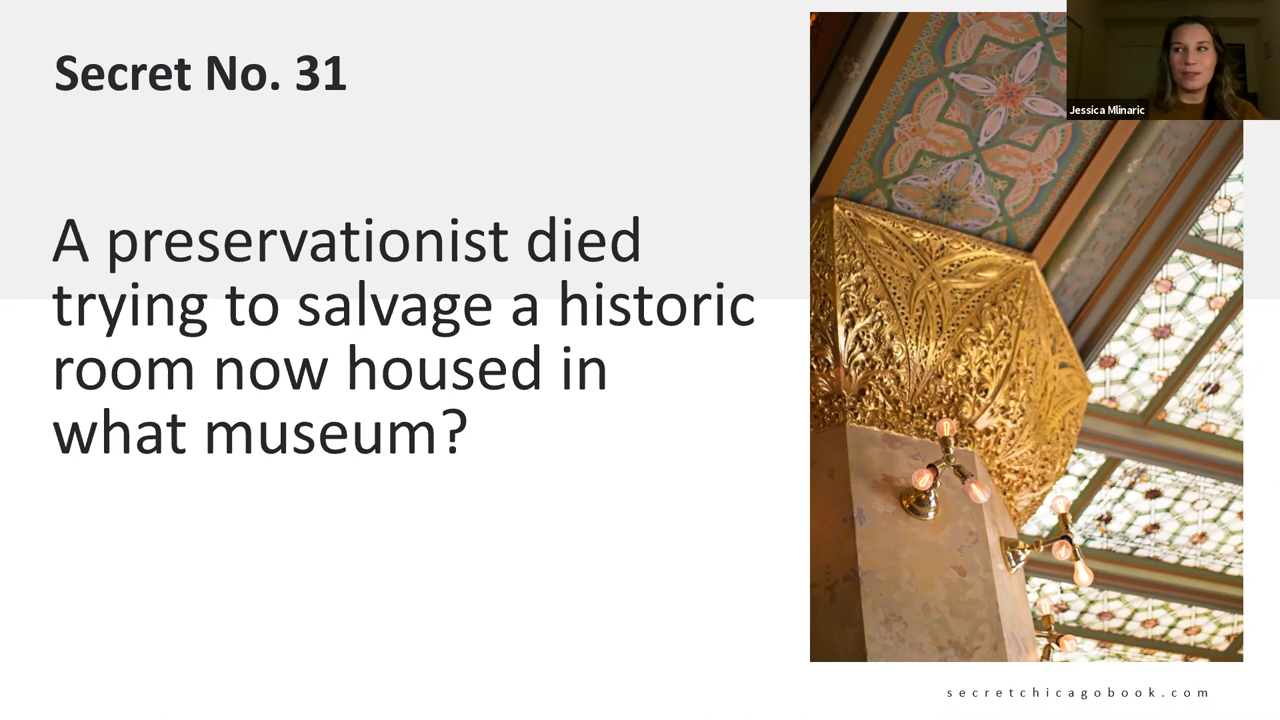 Secret No. 31
Jessica Mlinaric
A preservationist died
trying to salvage a historic
room now housed in
what museum?
secretchicagobook.com